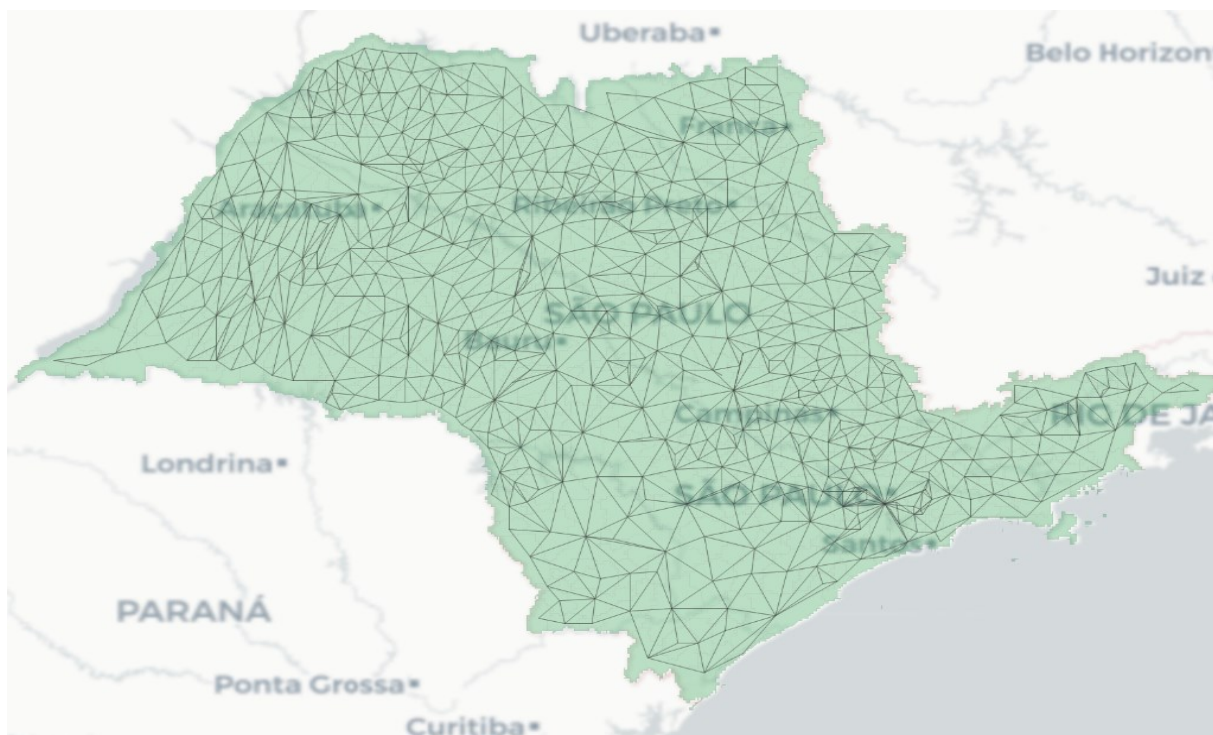 Uberaba
Belo Horizon
Franca
Araçatuba
Ribeirão Preto
Juiz
SÃO PAULO
Bauru
Campinas
RIO DE JA
Londrina
SÃO PAULO
Santos
PARANÁ
Ponta Grossa
Curitiba